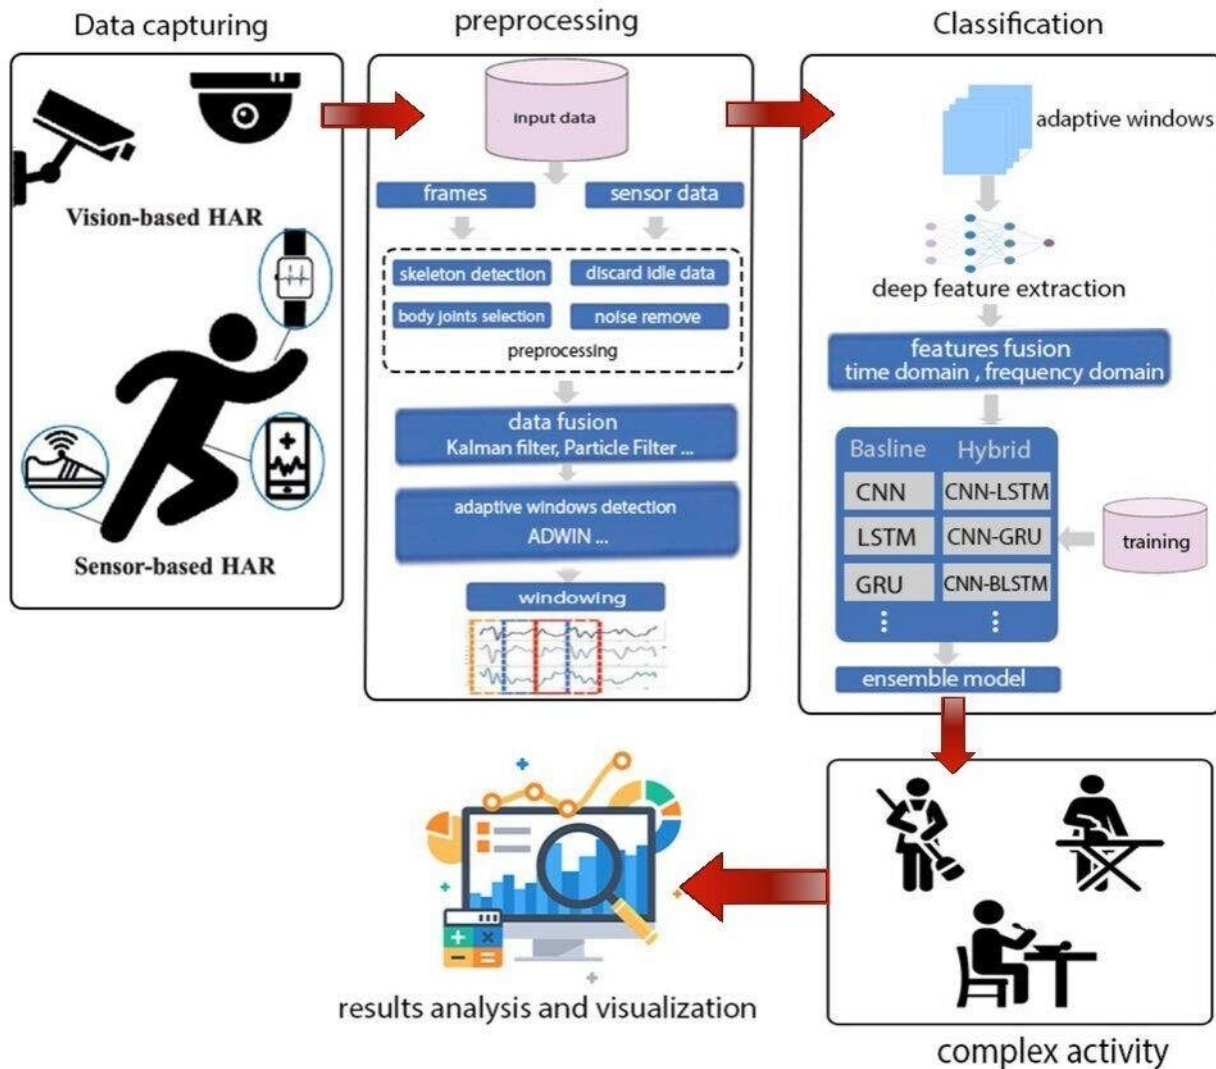 Data capturing
preprocessing
Classification
Vision-based HAR
Sensor-based HAR
input data
frames
sensor data
skeleton detection
discard idle data
body joints selection
noise remove
preprocessing
data fusion
Kalman filter, Particle Filter ...
adaptive windows detection
ADWIN ...
windowing
adaptive windows
deep feature extraction
features fusion
time domain , frequency domain
Basline
Hybrid
CNN
CNN-LSTM
LSTM
CNN-GRU
GRU
CNN-BLSTM
training
ensemble model
results analysis and visualization
complex activity